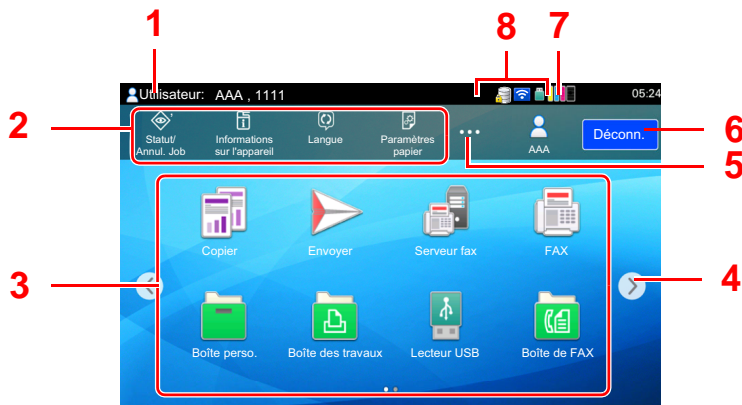 1
8
7
Utilisateur: AAA , 1111
05:24
2
Statut/
Annul. Job
Informations
sur l'appareil
Langue
Paramètres
papier
AAA
Déconn.
6
5
Copier
Envoyer
Serveur fax
FAX
3
4
Boîte perso.
Boîte des travaux
Lecteur USB
Boîte de FAX